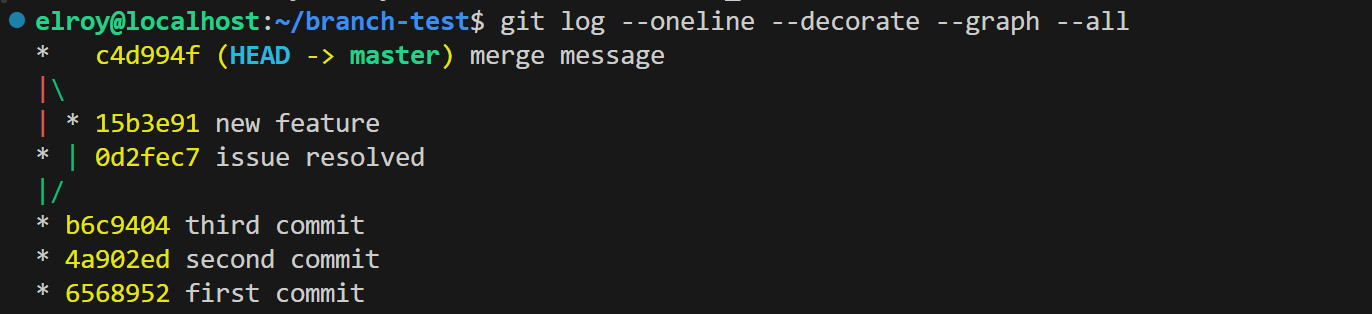 elroy@localhost:~/branch-test$ git log --oneline --decorate --graph --all
*   c4d994f (HEAD -> master) merge message
|\
| * 15b3e91 new feature
* | 0d2fec7 issue resolved
|/
* b6c9404 third commit
* 4a902ed second commit
* 6568952 first commit